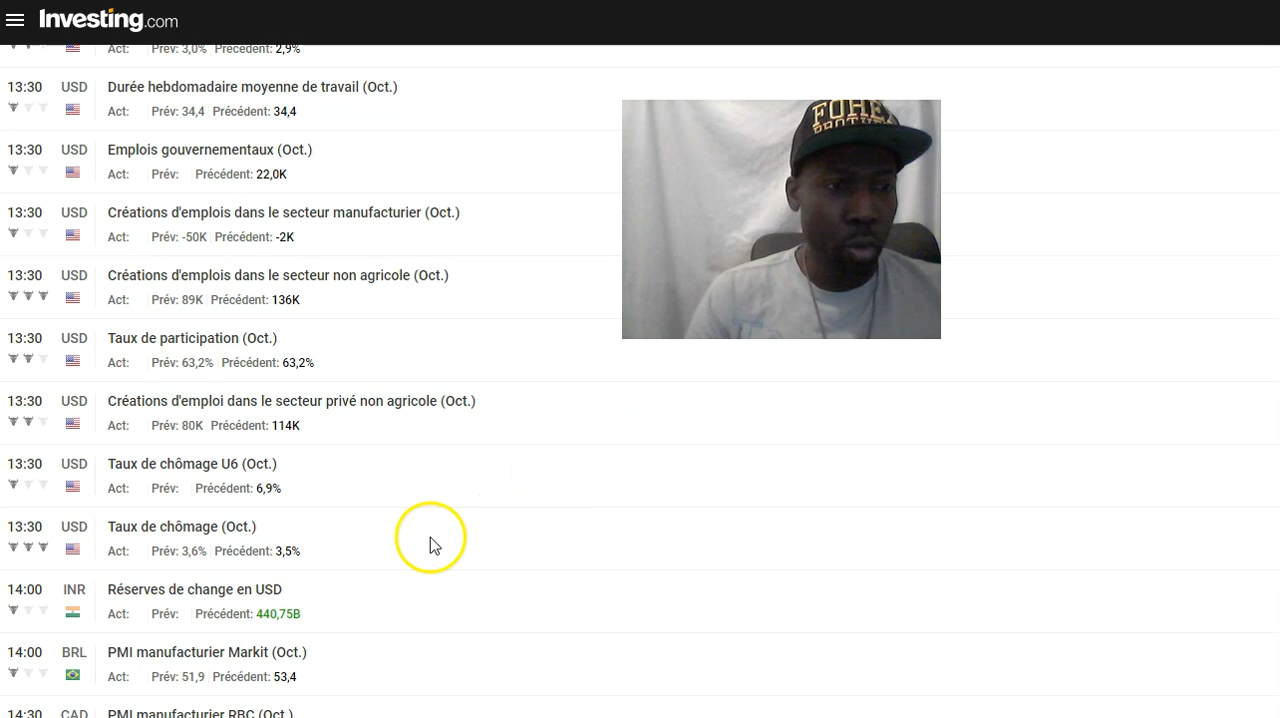 Investing.com
Act: Prév: 3,0% Précédent: 2,9%
13:30 USD Durée hebdomadaire moyenne de travail (Oct.)
Act: Prév: 34,4 Précédent: 34,4
13:30 USD Emplois gouvernementaux (Oct.)
Act: Prév: Précédent: 22,0K
13:30 USD Créations d'emplois dans le secteur manufacturier (Oct.)
Act: Prév: -50K Précédent: -2K
13:30 USD Créations d'emplois dans le secteur non agricole (Oct.)
Act: Prév: 89K Précédent: 136K
13:30 USD Taux de participation (Oct.)
Act: Prév: 63,2% Précédent: 63,2%
13:30 USD Créations d'emploi dans le secteur privé non agricole (Oct.)
Act: Prév: 80K Précédent: 114K
13:30 USD Taux de chômage U6 (Oct.)
Act: Prév: Précédent: 6,9%
13:30 USD Taux de chômage (Oct.)
Act: Prév: 3,6% Précédent: 3,5%
14:00 INR Réserves de change en USD
Act: Prév: Précédent: 440,75B
14:00 BRL PMI manufacturier Markit (Oct.)
Act: Prév: 51,9 Précédent: 53,4
14:30 CAD PMI manufacturier RBC (Oct.)